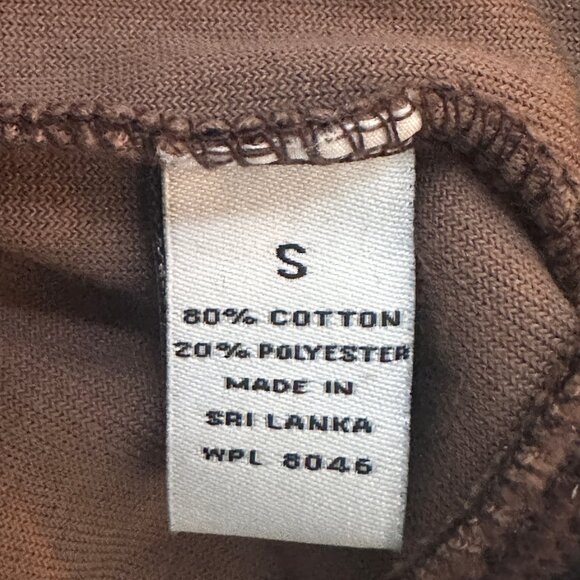 S
80% COTTON
20% POLYESTER
MADE IN
SRI LANKA
WPL 8046